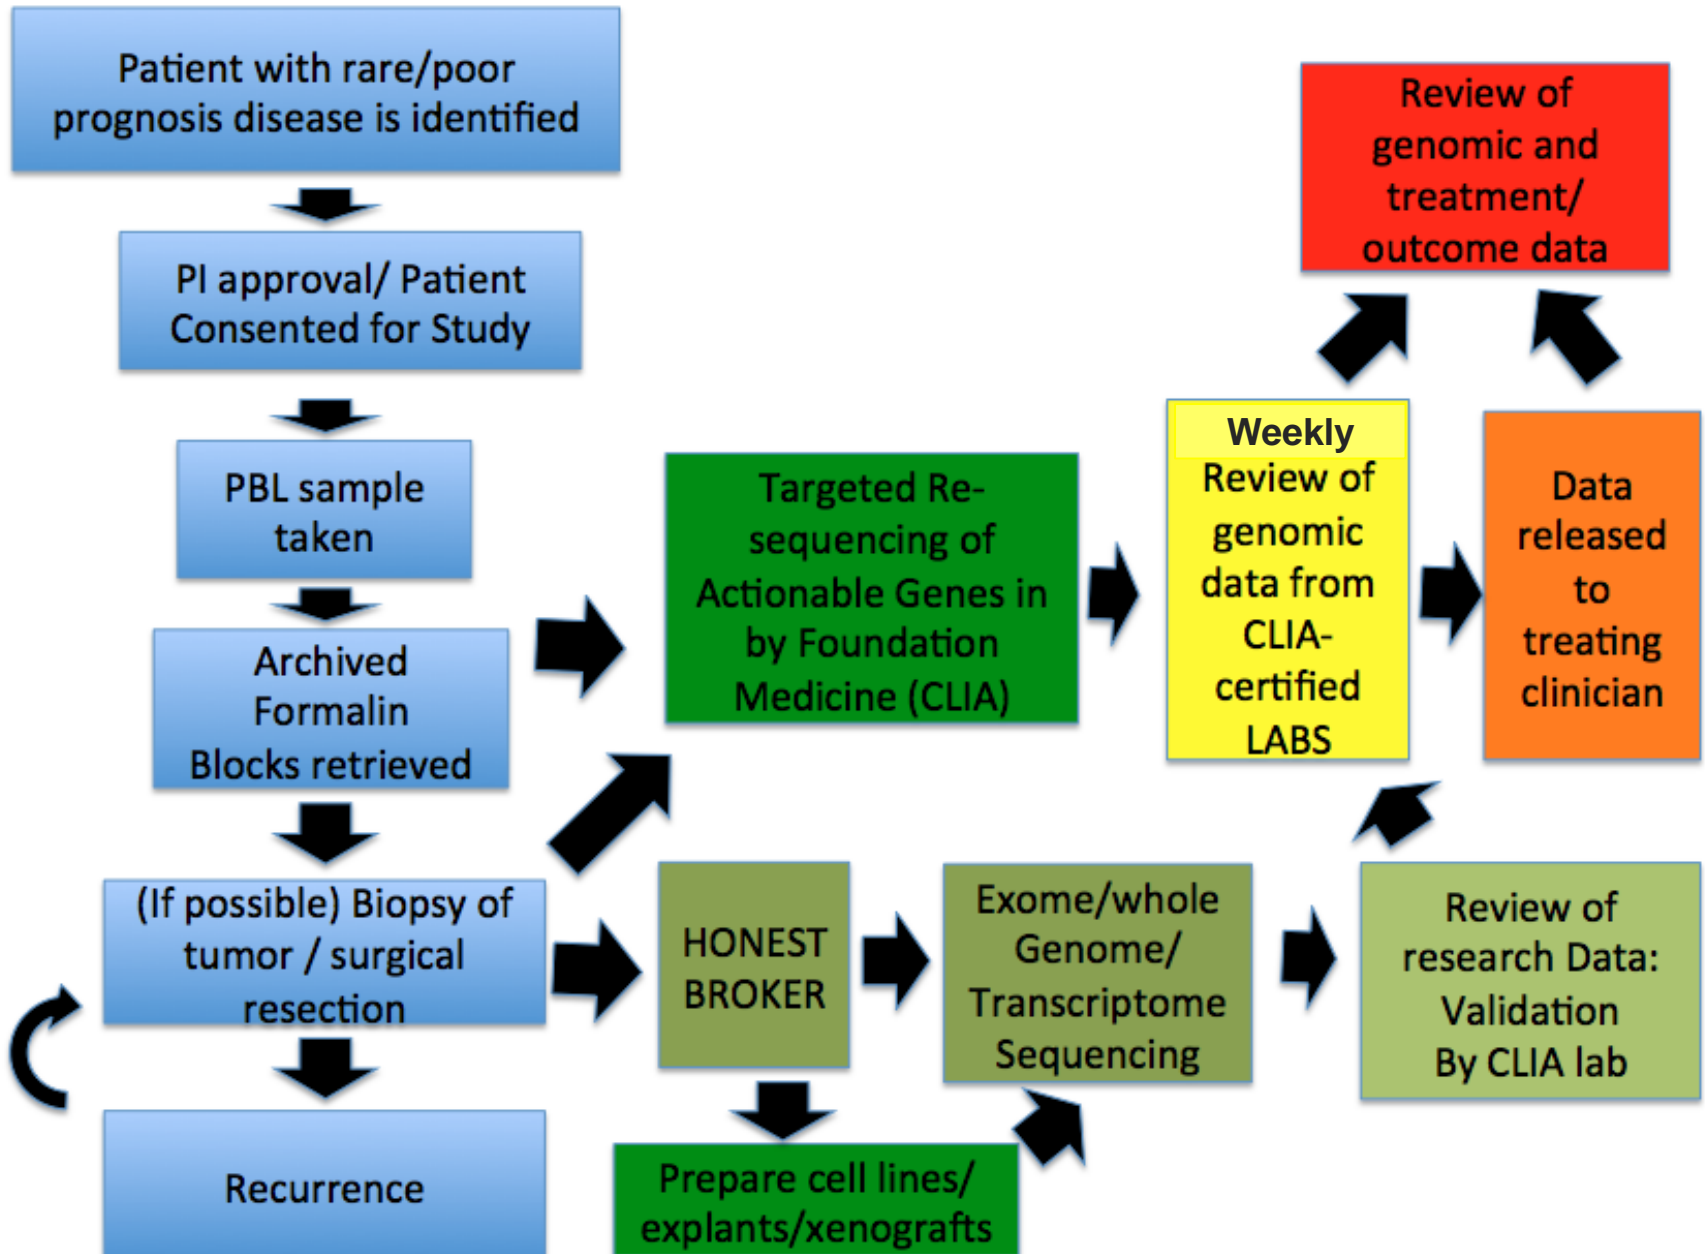 Patient with rare/poor
prognosis disease is identified
PI approval/ Patient
Consented for Study
PBL sample
taken
Archived
Formalin
Blocks retrieved
(If possible) Biopsy of
tumor / surgical
resection
Recurrence
Targeted Re-
sequencing of
Actionable Genes in
by Foundation
Medicine (CLIA)
HONEST
BROKER
Prepare cell lines/
explants/xenografts
Exome/whole
Genome/
Transcriptome
Sequencing
Review of
research Data:
Validation
By CLIA lab
Weekly
Review of
genomic
data from
CLIA-
certified
LABS
Data
released
to
treating
clinician
Review of
genomic and
treatment/
outcome data